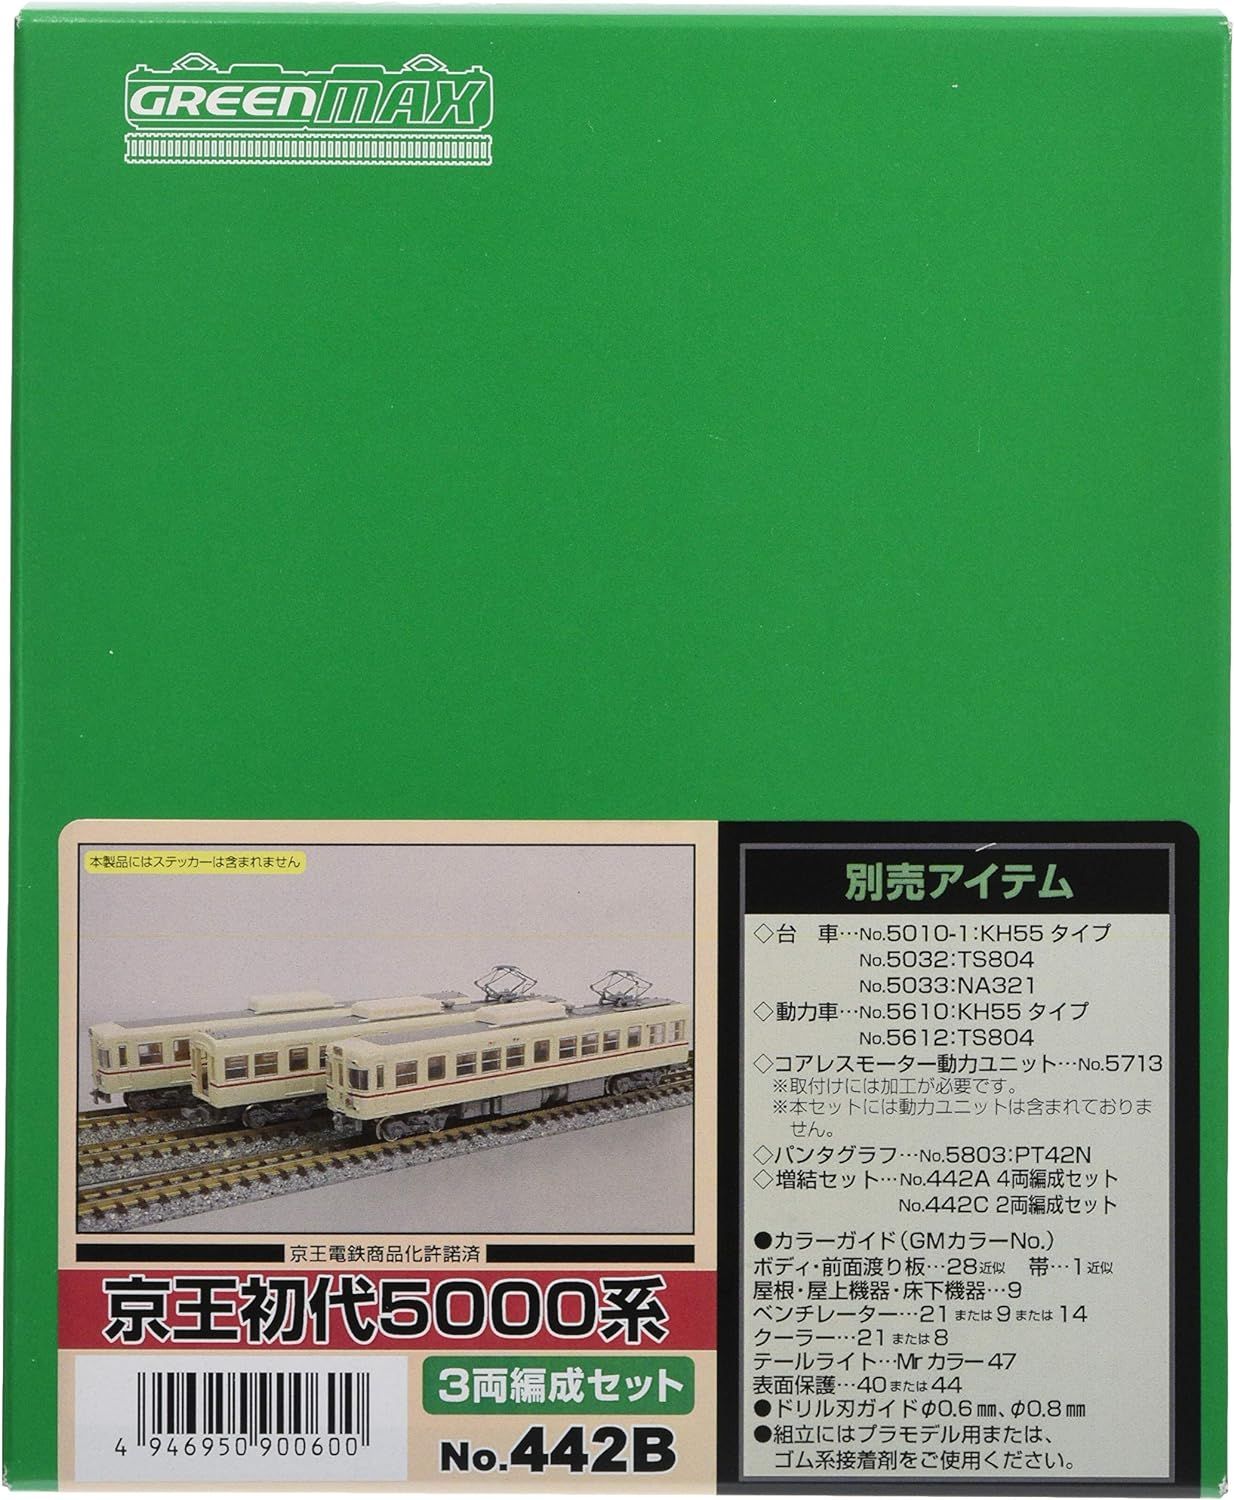 GREENMAX
本製品にはステッカーは含まれません
京王電鉄商品化許諾済
京王初代5000系
3両編成セット
4 946950 900600
No.442B
別売アイテム
◇台　車…No.5010-1:KH55 タイプ
No.5032:TS804
No.5033:NA321
◇動力車…No.5610:KH55 タイプ
No.5612:TS804
◇コアレスモーター動力ユニット…No.5713
※取付けには加工が必要です。
※本セットには動力ユニットは含まれておりま
せん。
◇パンタグラフ…No.5803:PT42N
◇増結セット…No.442A 4両編成セット
No.442C 2両編成セット
●カラーガイド(GMカラーNo.)
ボディ・前面渡り板…28近似　帯…1近似
屋根・屋上機器・床下機器…9
ベンチレーター…21 または 9 または 14
クーラー…21 または 8
テールライト…Mr カラー 47
表面保護…40 または 44
●ドリル刃ガイドφ0.6㎜、φ0.8㎜
●組立にはプラモデル用または、
ゴム系接着剤をご使用ください。